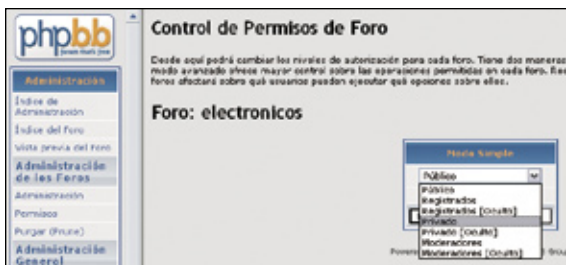 phpbb
Administración
Índice de
Administración
Índice del Foro
Vista previa del Foro
Administración
de los Foros
Administración
Permisos
Purgar (Prune)
Administración
General
Control de Permisos de Foro
Desde aquí podrá cambiar los niveles de autorización para cada foro. Tiene dos maneras
modo avanzado ofrece mayor control sobre las operaciones permitidas en cada foro.
foros afectará sobre qué usuarios pueden ejecutar qué opciones sobre ellos.
Foro: electronicos
Modo Simple
Público
Público
Registrados
Registrados [Oculto]
Privado
Privado [Oculto]
Moderadores
Moderadores [Oculto]